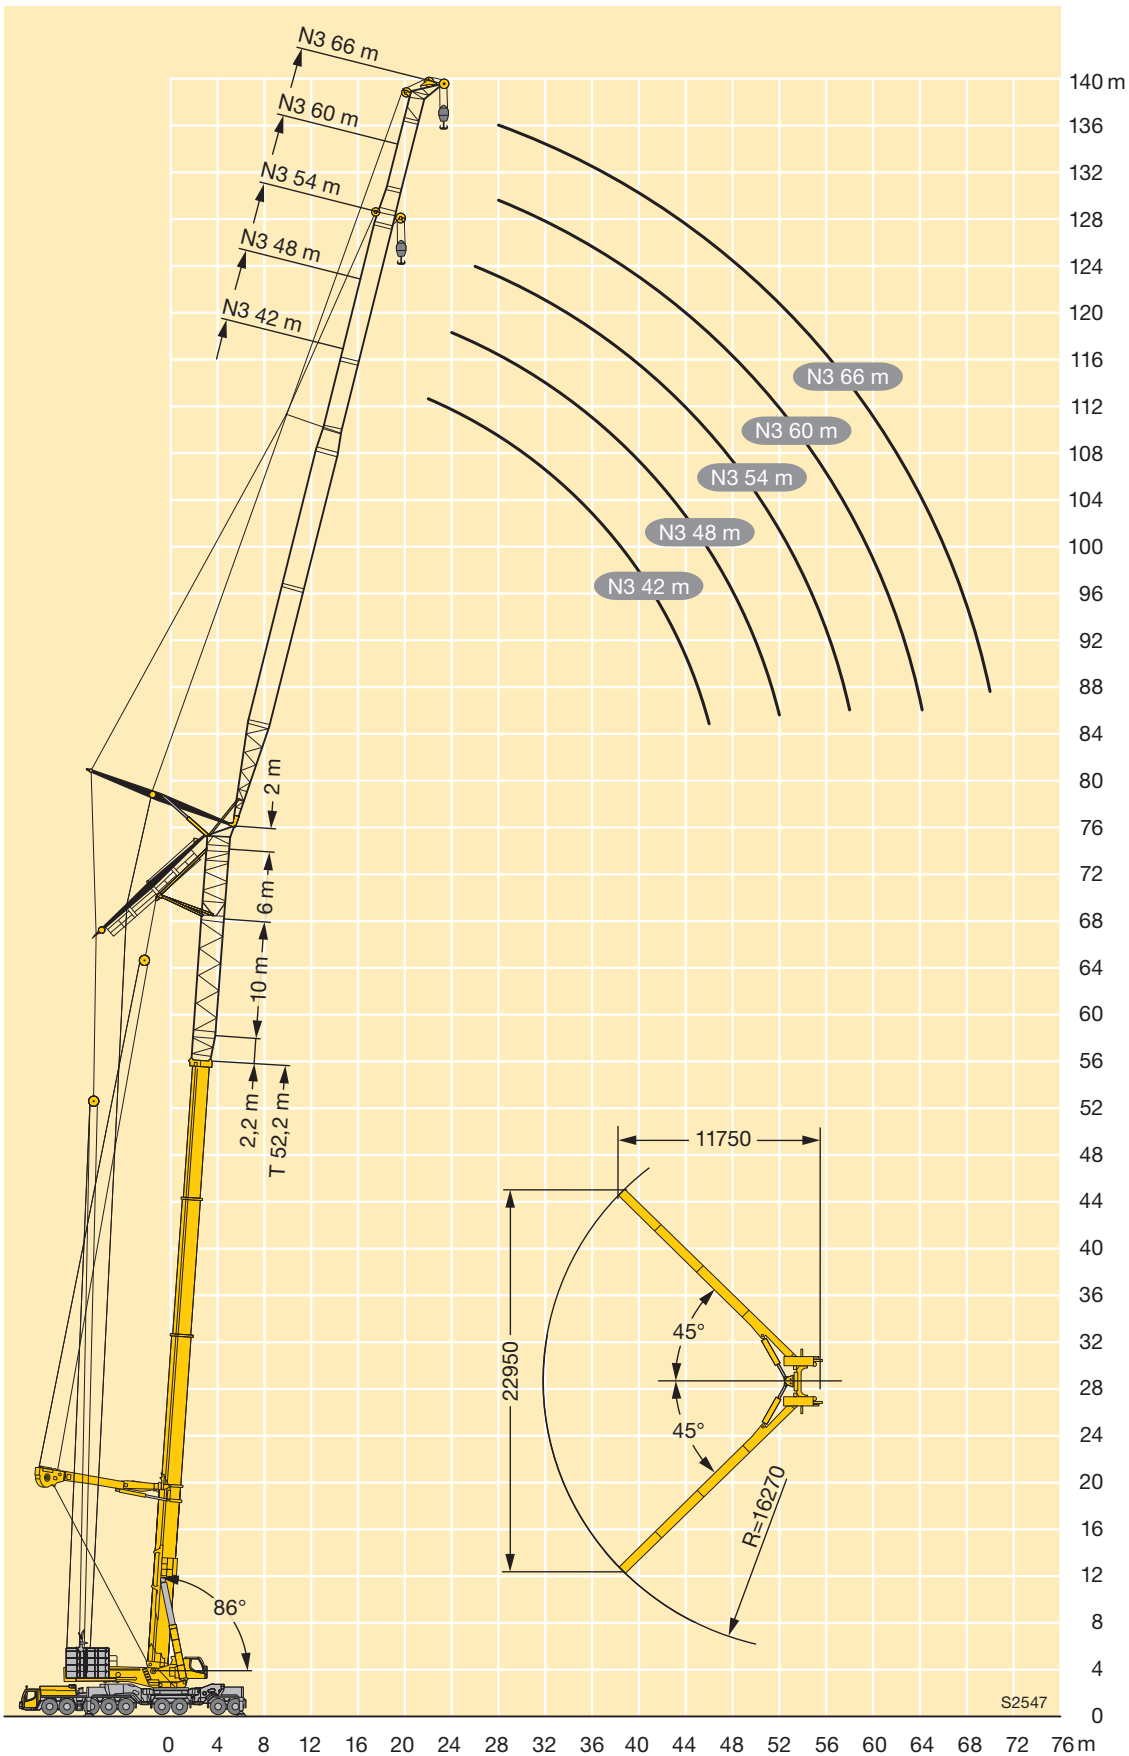 N3 66 m
N3 60 m
N3 54 m
N3 48 m
N3 42 m
140 m
136
132
128
124
120
116
112
108
104
100
96
92
88
84
80
76
72
68
64
60
56
52
48
44
40
36
32
28
24
20
16
12
8
4
0
N3 66 m
N3 60 m
N3 54 m
N3 48 m
N3 42 m
2 m
6 m
10 m
2,2 m
T 52,2 m
11750
22950
45°
45°
R=16270
86°
S2547
0 4 8 12 16 20 24 28 32 36 40 44 48 52 56 60 64 68 72 76 m